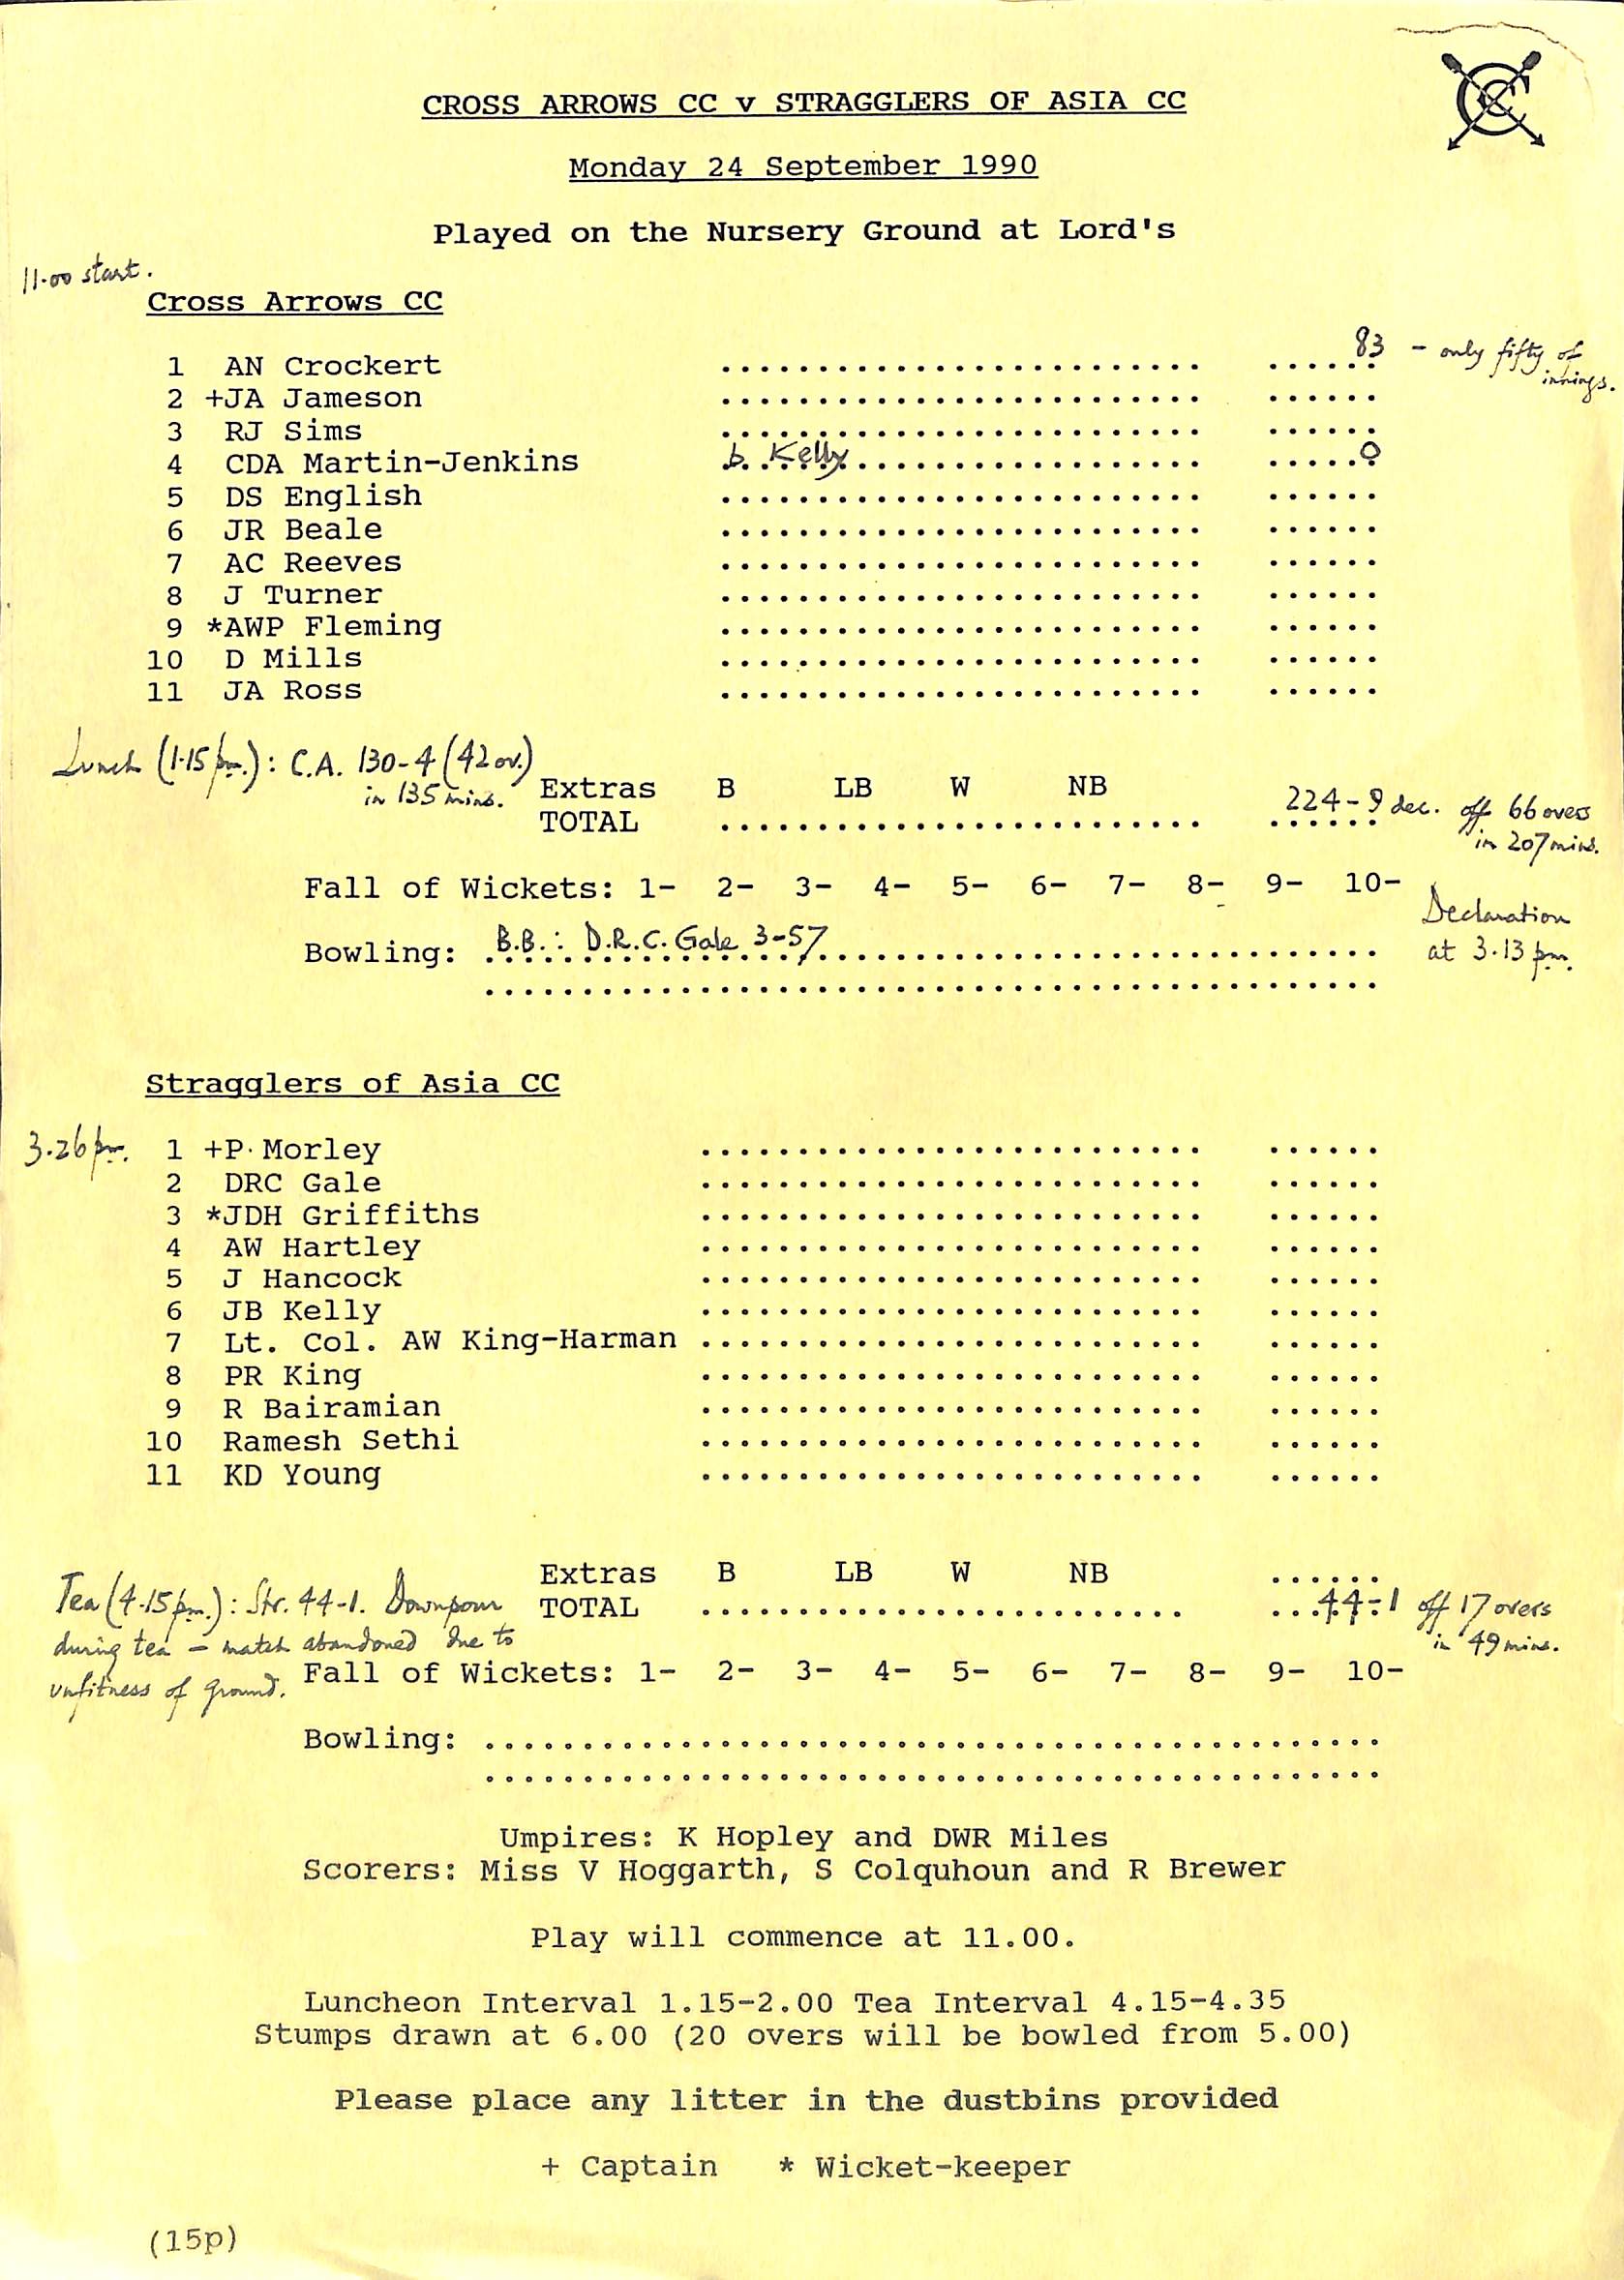 CROSS ARROWS CC v STRAGGLERS OF ASIA CC
Monday 24 September 1990
Played on the Nursery Ground at Lord's
11.00 start.
Cross Arrows CC
1 AN Crockert ........................ ...... 83 - only fifty of innings.
2 +JA Jameson ........................ ......
3 RJ Sims ........................ ......
4 CDA Martin-Jenkins b. Kelly ........................ ...... 0
5 DS English ........................ ......
6 JR Beale ........................ ......
7 AC Reeves ........................ ......
8 J Turner ........................ ......
9 *AWP Fleming ........................ ......
10 D Mills ........................ ......
11 JA Ross ........................ ......
Lunch (1.15 pm.): C.A. 130-4 (42 ov.)
in 135 mins.
Extras B LB W NB
TOTAL ........................ 224-9 dec. off 66 overs
in 207 mins.
Fall of Wickets: 1- 2- 3- 4- 5- 6- 7- 8- 9- 10-
Declaration
at 3.13 pm.
Bowling: B.B.: D.R.C. Gale 3-57
..............................................
Stragglers of Asia CC
3.26 pm.
1 +P. Morley .......................... ......
2 DRC Gale .......................... ......
3 *JDH Griffiths .......................... ......
4 AW Hartley .......................... ......
5 J Hancock .......................... ......
6 JB Kelly .......................... ......
7 Lt. Col. AW King-Harman .......................... ......
8 PR King .......................... ......
9 R Bairamian .......................... ......
10 Ramesh Sethi .......................... ......
11 KD Young .......................... ......
Extras B LB W NB ......
TOTAL ......................... 44-1 off 17 overs
in 49 mins.
Tea (4.15 pm.): Str. 44-1. Downpour
during tea - match abandoned due to
unfitness of ground.
Fall of Wickets: 1- 2- 3- 4- 5- 6- 7- 8- 9- 10-
Bowling: ..............................................
..............................................
Umpires: K Hopley and DWR Miles
Scorers: Miss V Hoggarth, S Colquhoun and R Brewer
Play will commence at 11.00.
Luncheon Interval 1.15-2.00 Tea Interval 4.15-4.35
Stumps drawn at 6.00 (20 overs will be bowled from 5.00)
Please place any litter in the dustbins provided
+ Captain * Wicket-keeper
(15p)